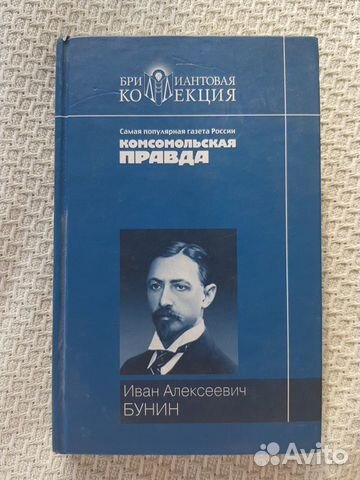 БРИЛЛИАНТОВАЯ
КОЛЛЕКЦИЯ
Самая популярная газета России
КОМСОМОЛЬСКАЯ
ПРАВДА
Иван Алексеевич
БУНИН
Avito